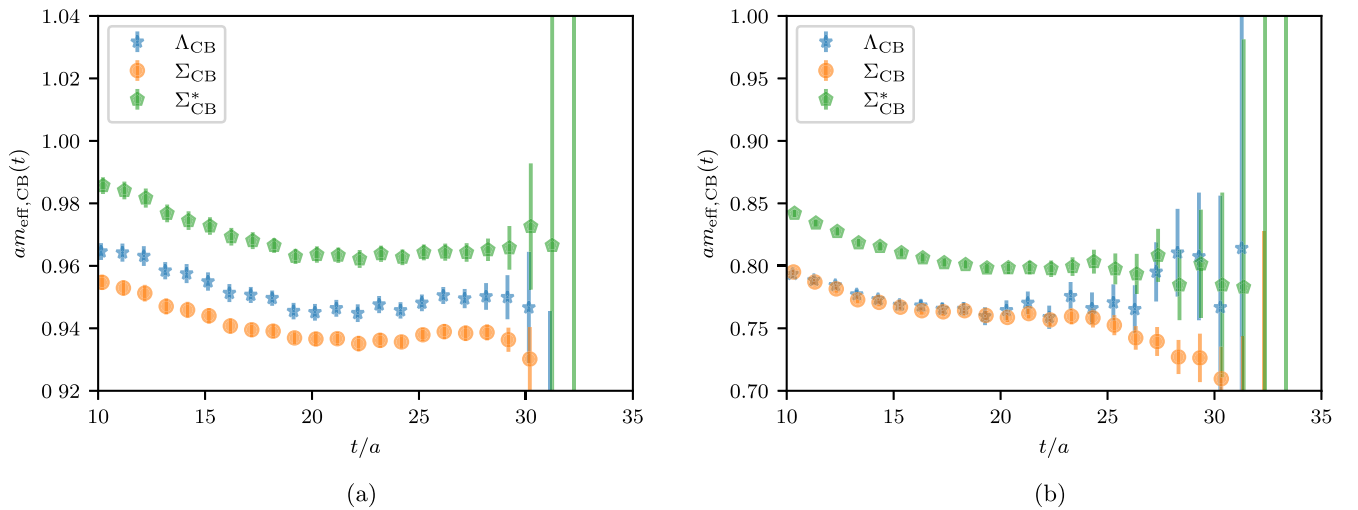 1.04
1.02
1.00
0.98
0.96
0.94
0.92
am_eff,CB(t)
Λ_CB
Σ_CB
Σ*_CB
10 15 20 25 30 35
t/a
(a)
1.00
0.95
0.90
0.85
0.80
0.75
0.70
am_eff,CB(t)
Λ_CB
Σ_CB
Σ*_CB
10 15 20 25 30 35
t/a
(b)